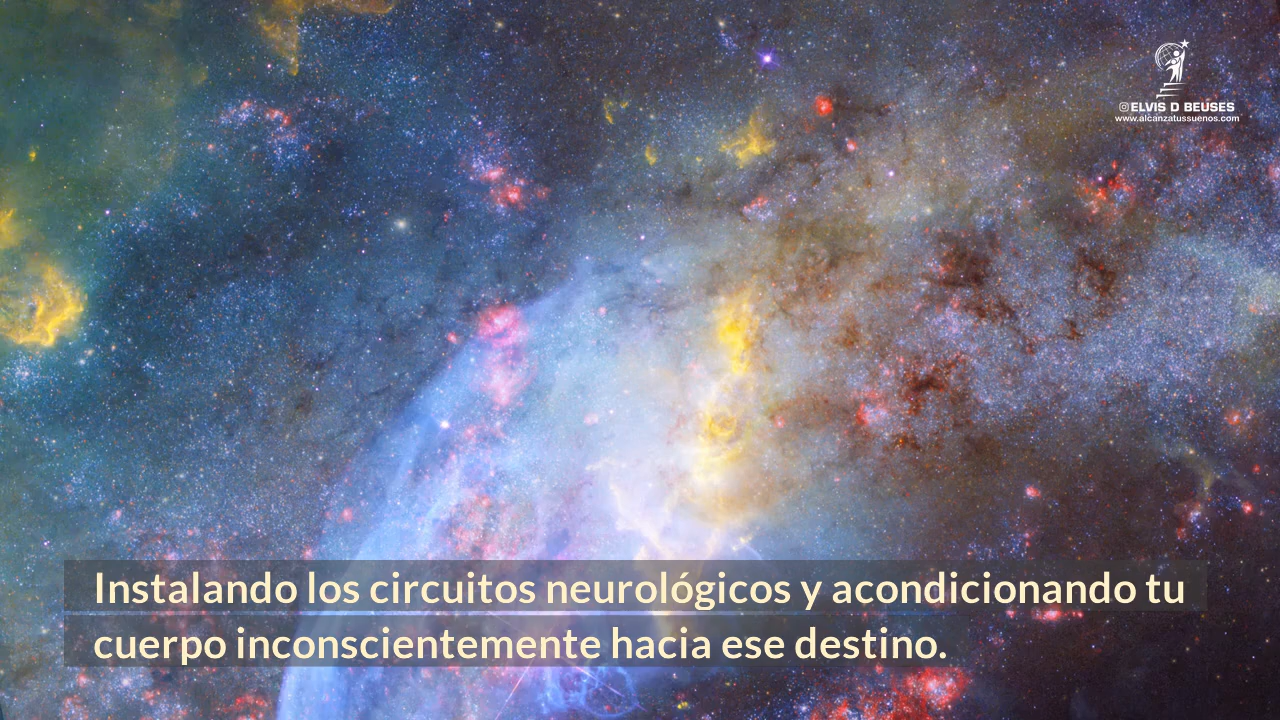 @ELVIS D BEUSES
www.alcanzatussuenos.com
Instalando los circuitos neurológicos y acondicionando tu
cuerpo inconscientemente hacia ese destino.